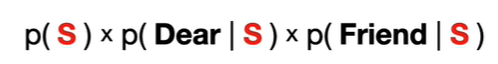 p( S ) x p( Dear | S ) x p( Friend | S )